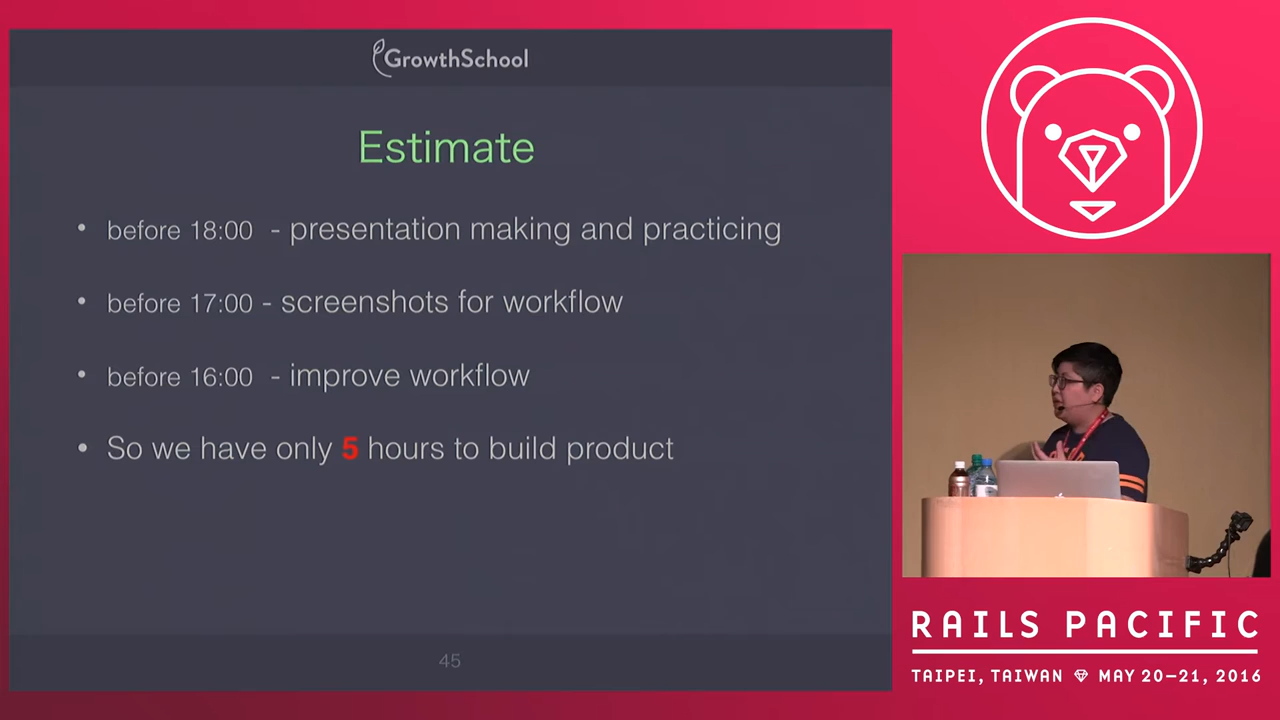 GrowthSchool
Estimate
• before 18:00 - presentation making and practicing
• before 17:00 - screenshots for workflow
• before 16:00 - improve workflow
• So we have only 5 hours to build product
45
RAILS PACIFIC
TAIPEI, TAIWAN MAY 20–21, 2016